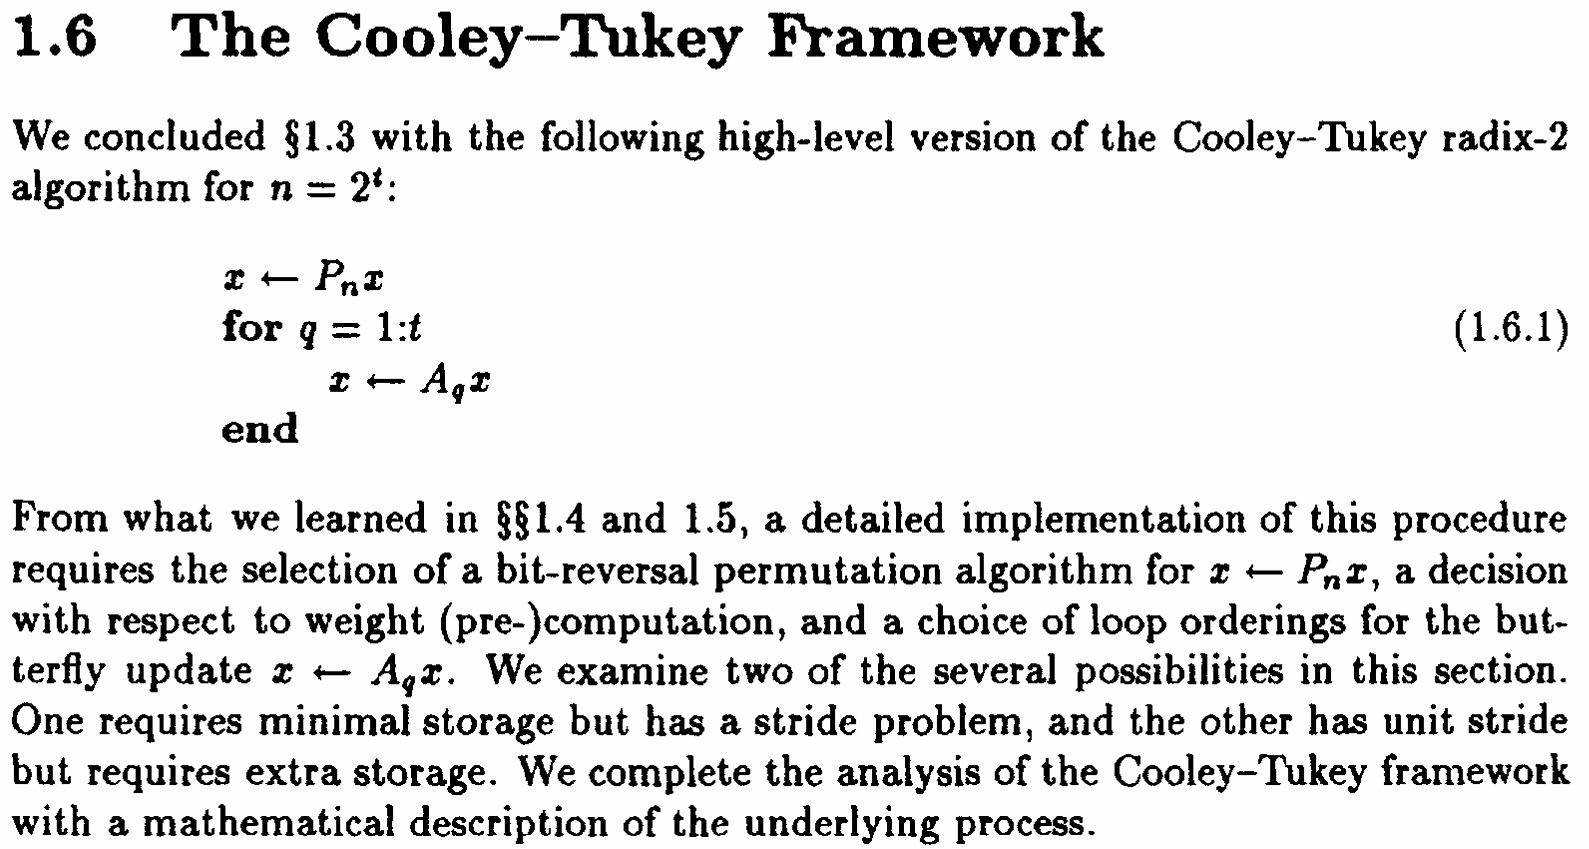 1.6 The Cooley–Tukey Framework
We concluded §1.3 with the following high-level version of the Cooley–Tukey radix-2
algorithm for n = 2^t:
x ← P_n x
for q = 1:t (1.6.1)
x ← A_q x
end
From what we learned in §§1.4 and 1.5, a detailed implementation of this procedure
requires the selection of a bit-reversal permutation algorithm for x ← P_n x, a decision
with respect to weight (pre-)computation, and a choice of loop orderings for the but-
terfly update x ← A_q x. We examine two of the several possibilities in this section.
One requires minimal storage but has a stride problem, and the other has unit stride
but requires extra storage. We complete the analysis of the Cooley–Tukey framework
with a mathematical description of the underlying process.